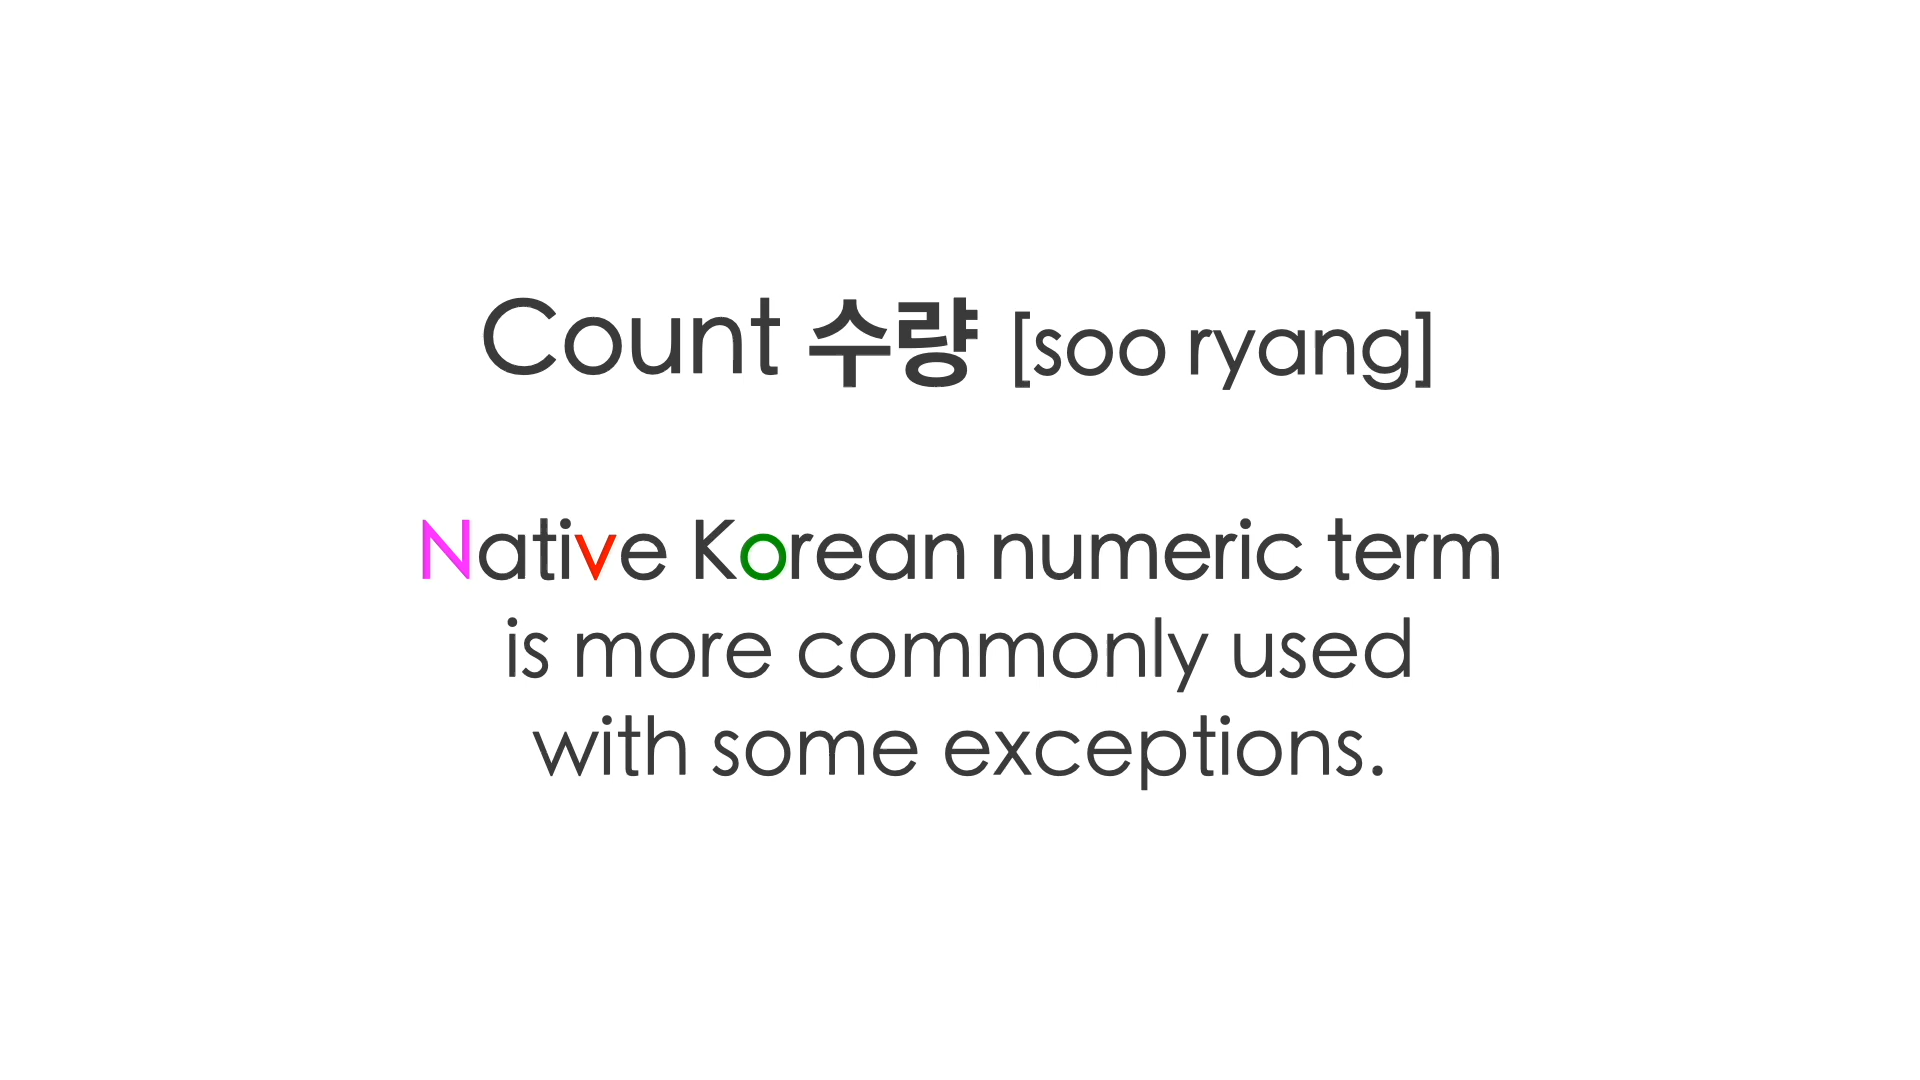 Count 수량 [soo ryang]
Native Korean numeric term
is more commonly used
with some exceptions.